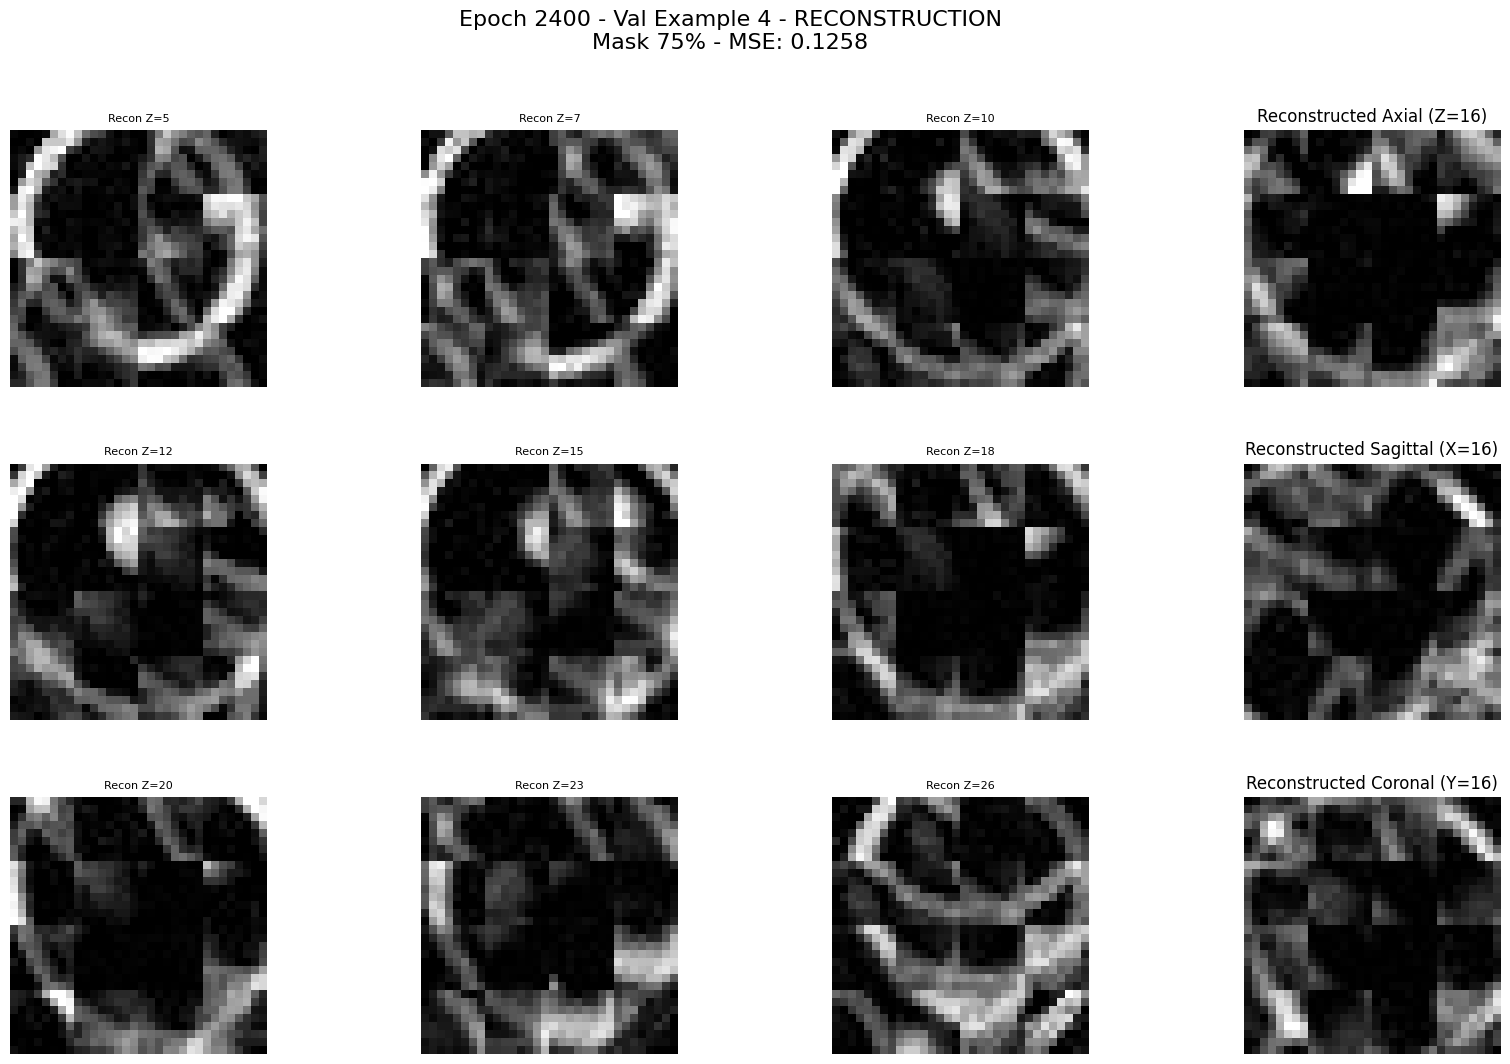 Epoch 2400 - Val Example 4 - RECONSTRUCTION
Mask 75% - MSE: 0.1258
Recon Z=5
Recon Z=7
Recon Z=10
Reconstructed Axial (Z=16)
Recon Z=12
Recon Z=15
Recon Z=18
Reconstructed Sagittal (X=16)
Recon Z=20
Recon Z=23
Recon Z=26
Reconstructed Coronal (Y=16)